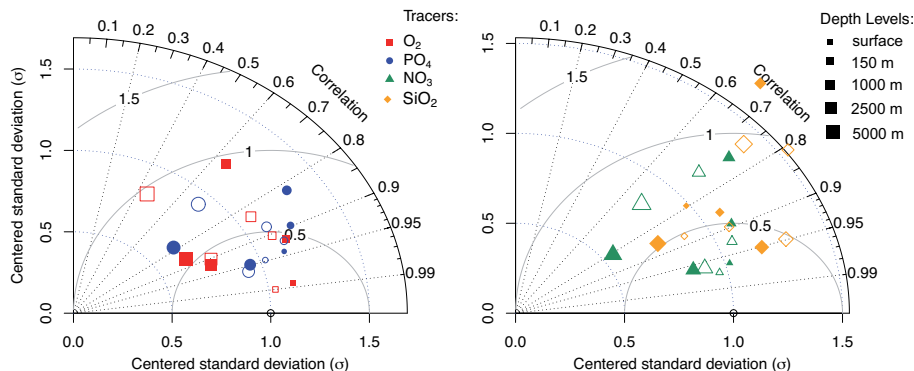 Tracers:
O2
PO4
NO3
SiO2
Depth Levels:
surface
150 m
1000 m
2500 m
5000 m
0.1
0.2
0.3
0.4
0.5
0.6
0.7
0.8
0.9
0.95
0.99
Correlation
1.5
1
0.5
1.5
1.0
0.5
0.0
Centered standard deviation (σ)
0.0
0.5
1.0
1.5
Centered standard deviation (σ)
0.1
0.2
0.3
0.4
0.5
0.6
0.7
0.8
0.9
0.95
0.99
Correlation
1.5
1
0.5
1.5
1.0
0.5
0.0
0.0
0.5
1.0
1.5
Centered standard deviation (σ)